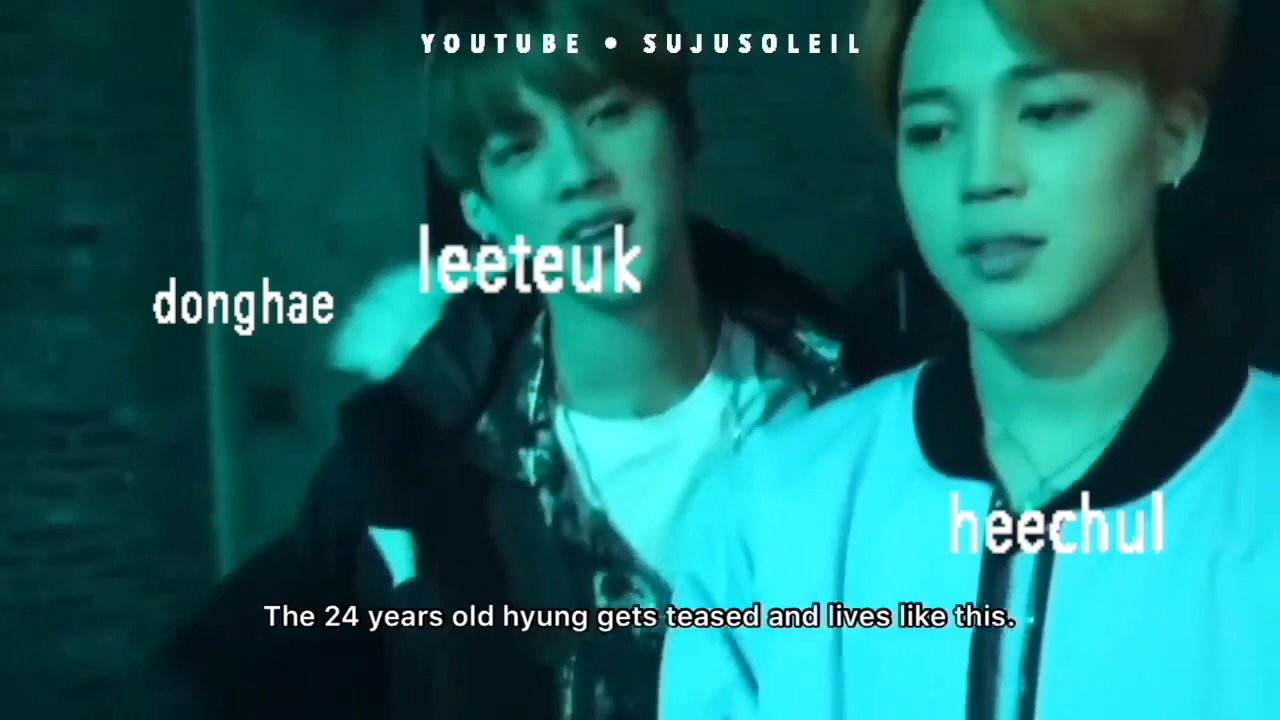 YOUTUBE • SUJUSOLEIL
leeteuk
donghae
heechul
The 24 years old hyung gets teased and lives like this.